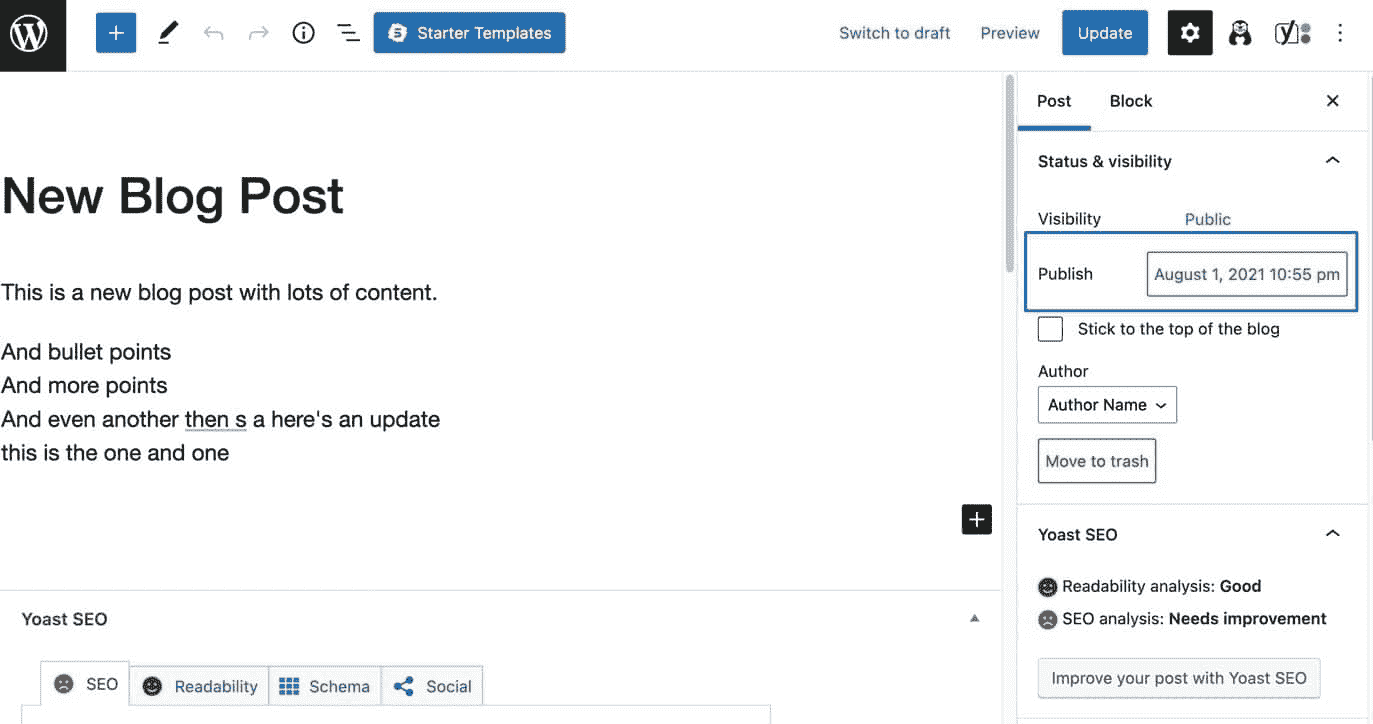 Starter Templates
Switch to draft
Preview
Update
New Blog Post
This is a new blog post with lots of content.
And bullet points
And more points
And even another then s a here's an update
this is the one and one
Yoast SEO
SEO
Readability
Schema
Social
Post
Block
Status & visibility
Visibility
Public
Publish
August 1, 2021 10:55 pm
Stick to the top of the blog
Author
Author Name
Move to trash
Yoast SEO
Readability analysis: Good
SEO analysis: Needs improvement
Improve your post with Yoast SEO